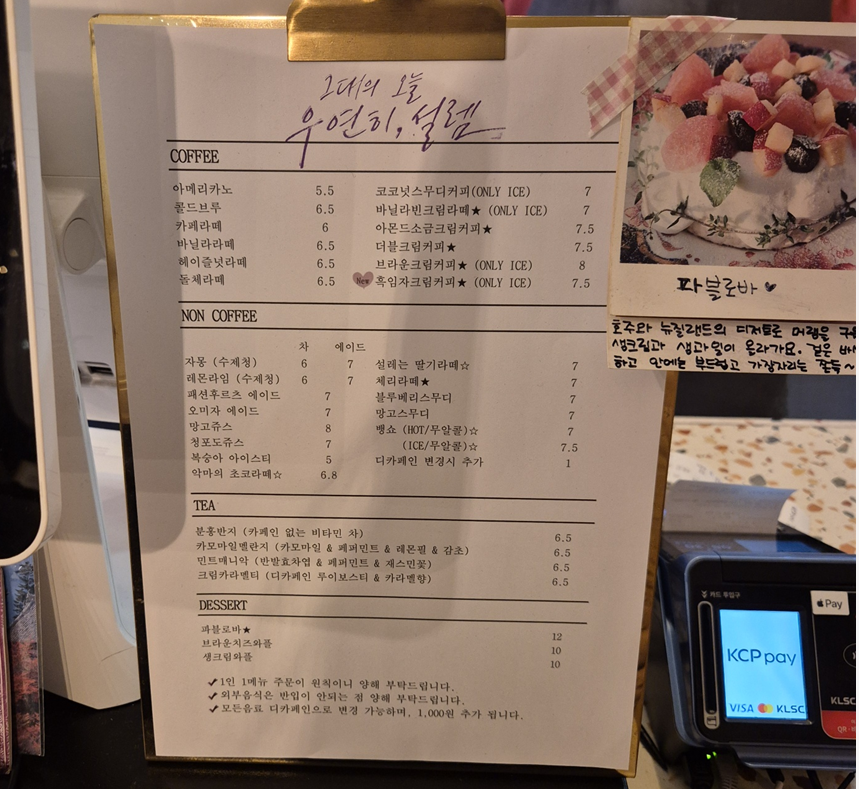 그대의 오늘
우연히, 설렘
COFFEE
아메리카노 5.5
콜드브루 6.5
카페라떼 6
바닐라라떼 6.5
헤이즐넛라떼 6.5
돌체라떼 6.5
코코넛스무디커피(ONLY ICE) 7
바닐라빈크림라떼★ (ONLY ICE) 7
아몬드소금크림커피★ 7.5
더블크림커피★ 7.5
브라운크림커피★ (ONLY ICE) 8
New 흑임자크림커피★ (ONLY ICE) 7.5
NON COFFEE
차 에이드
자몽 (수제청) 6 7
레몬라임 (수제청) 6 7
패션후르츠 에이드 7
오미자 에이드 7
망고쥬스 8
청포도쥬스 7
복숭아 아이스티 5
악마의 초코라떼☆ 6.8
설레는 딸기라떼☆ 7
체리라떼★ 7
블루베리스무디 7
망고스무디 7
뱅쇼 (HOT/무알콜)☆ 7
(ICE/무알콜)☆ 7.5
디카페인 변경시 추가 1
TEA
분홍반지 (카페인 없는 비타민 차) 6.5
카모마일멜란지 (카모마일 & 페퍼민트 & 레몬필 & 감초) 6.5
민트매니악 (반발효차엽 & 페퍼민트 & 재스민꽃) 6.5
크림카라멜티 (디카페인 루이보스티 & 카라멜향) 6.5
DESSERT
파블로바★ 12
브라운치즈와플 10
생크림와플 10
✔1인 1메뉴 주문이 원칙이니 양해 부탁드립니다.
✔외부음식은 반입이 안되는 점 양해 부탁드립니다.
✔모든음료 디카페인으로 변경 가능하며, 1,000원 추가 됩니다.
파블로바♥
호주와 뉴질랜드의 디저트로 머랭을
생크림과 생과일이 올라가요. 겉은
하고 안에는 부드럽고 가장자리는 쫀득~
카드 투입구
Pay
KCP pay
VISA KLSC
KLSC
QR